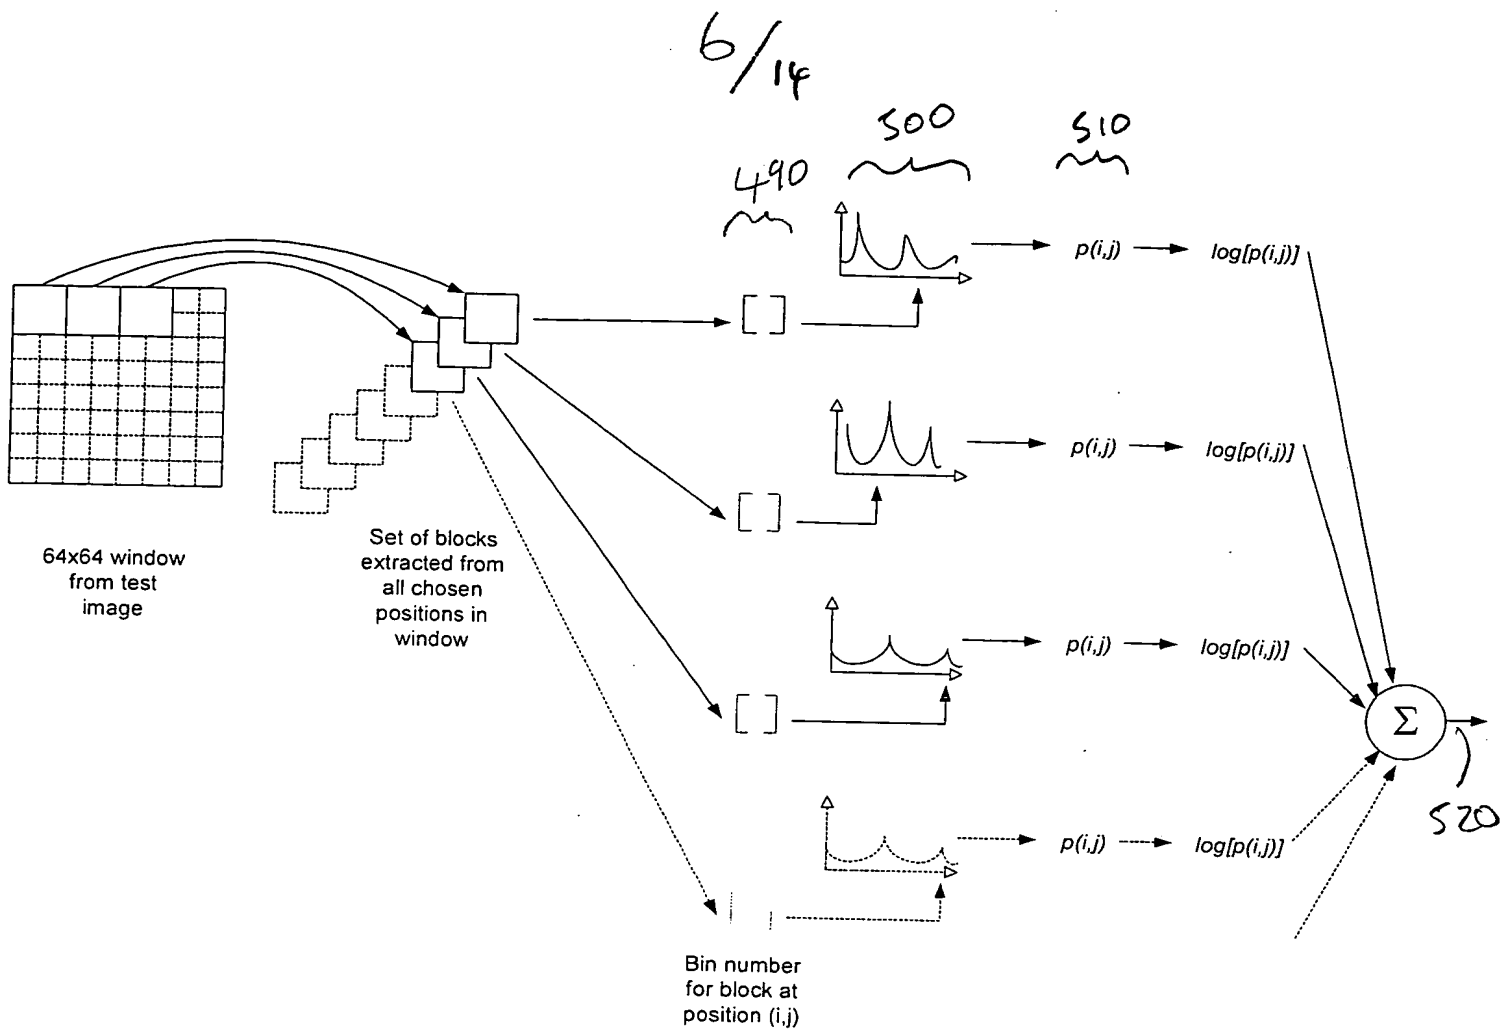 6/14
500
510
490
p(i,j)
log[p(i,j)]
p(i,j)
log[p(i,j)]
64x64 window
from test
image
Set of blocks
extracted from
all chosen
positions in
window
p(i,j)
log[p(i,j)]
Σ
520
p(i,j)
log[p(i,j)]
Bin number
for block at
position (i,j)